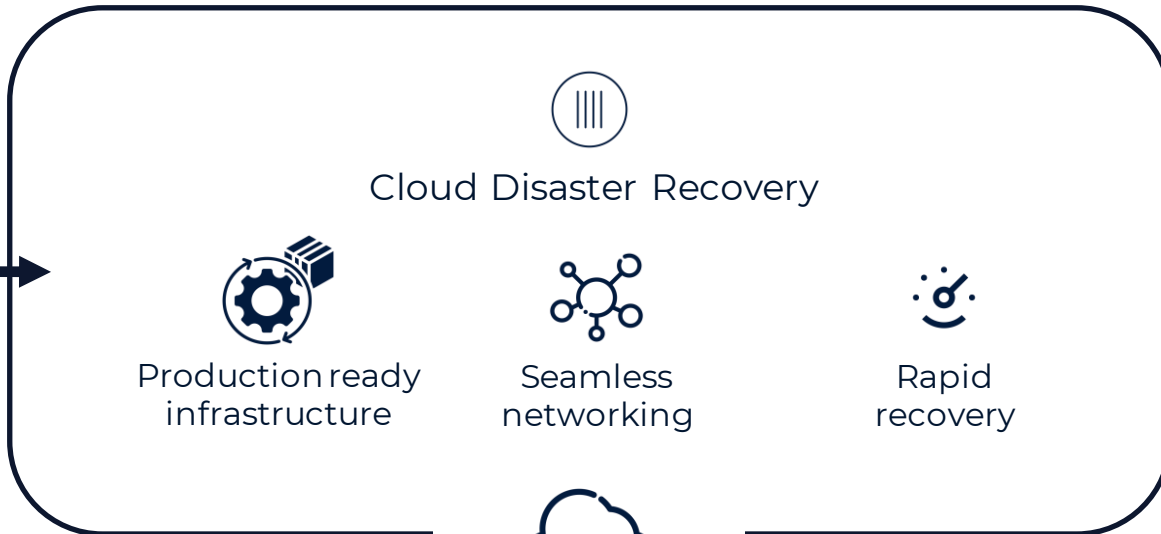 Cloud Disaster Recovery
Production ready
infrastructure
Seamless
networking
Rapid
recovery